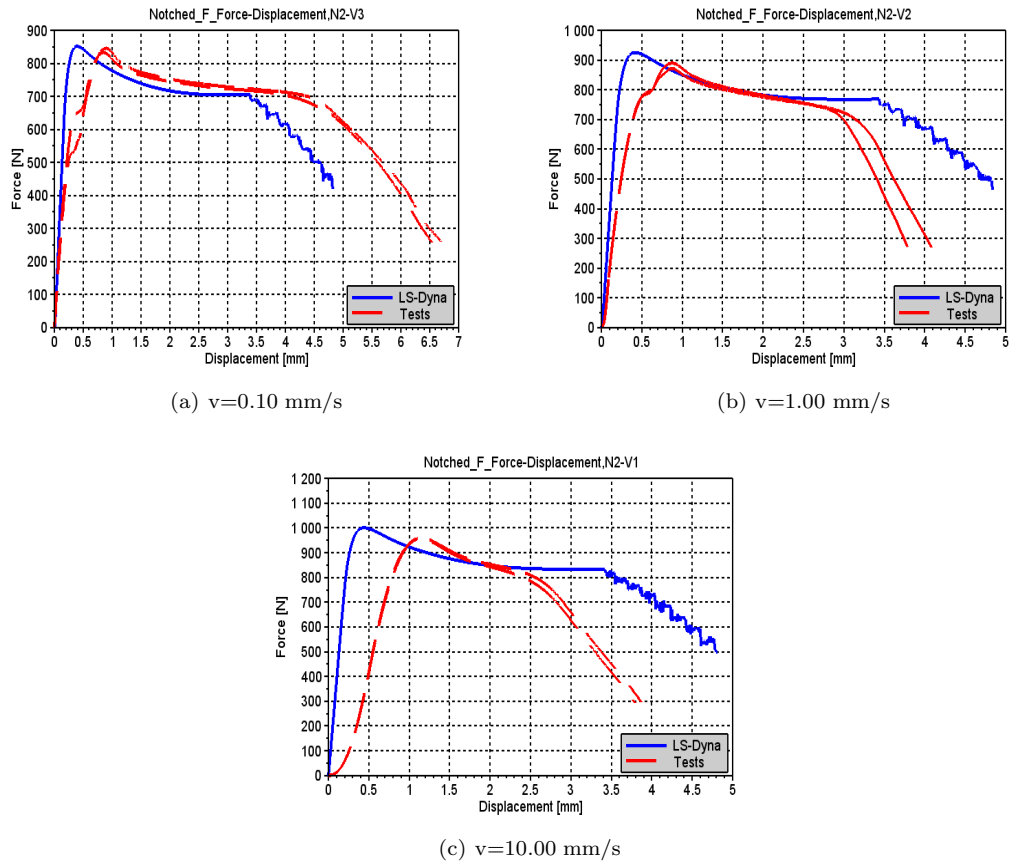 Notched_F_Force-Displacement,N2-V3
900
800
700
600
500
400
300
200
100
0
Force [N]
0 0.5 1 1.5 2 2.5 3 3.5 4 4.5 5 5.5 6 6.5 7
Displacement [mm]
LS-Dyna
Tests
(a) v=0.10 mm/s
Notched_F_Force-Displacement,N2-V2
1 000
900
800
700
600
500
400
300
200
100
0
Force [N]
0 0.5 1 1.5 2 2.5 3 3.5 4 4.5 5
Displacement [mm]
LS-Dyna
Tests
(b) v=1.00 mm/s
Notched_F_Force-Displacement,N2-V1
1 200
1 100
1 000
900
800
700
600
500
400
300
200
100
0
Force [N]
0 0.5 1 1.5 2 2.5 3 3.5 4 4.5 5
Displacement [mm]
LS-Dyna
Tests
(c) v=10.00 mm/s